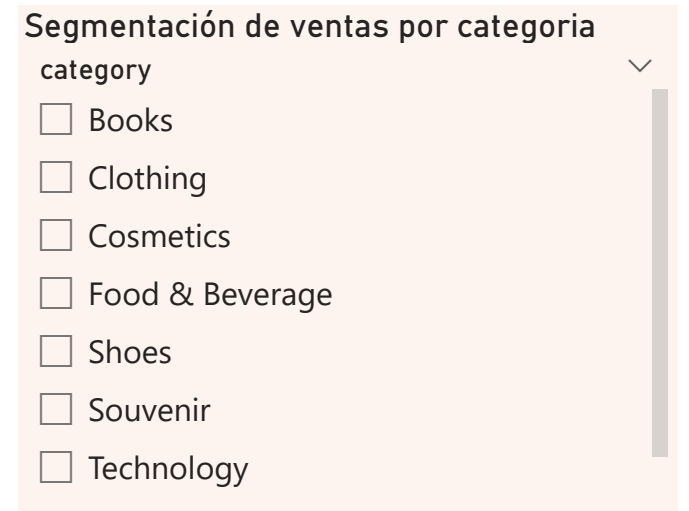 Segmentación de ventas por categoria
category
Books
Clothing
Cosmetics
Food & Beverage
Shoes
Souvenir
Technology